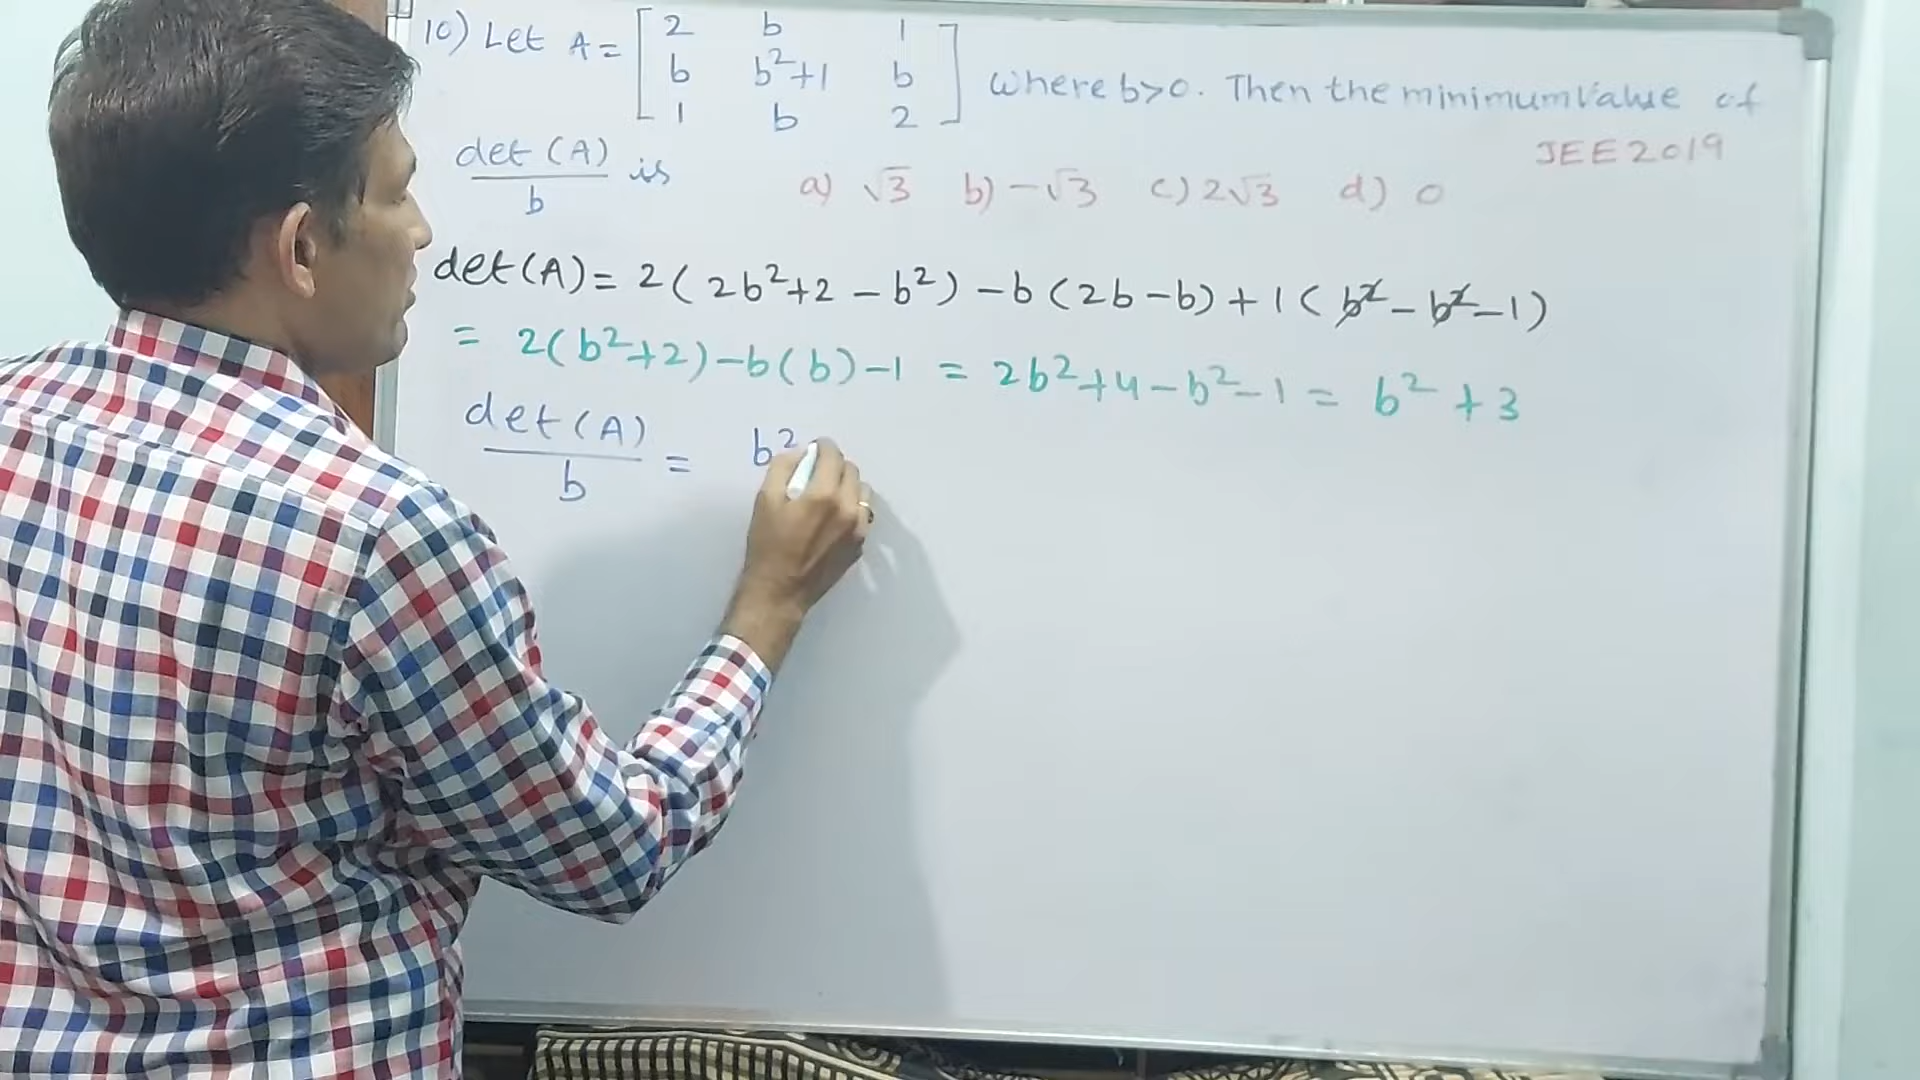 10) Let A = [ 2 b 1
b b²+1 b
1 b 2 ] where b>0. Then the minimum value of
det (A) / b is a) √3 b) -√3 c) 2√3 d) 0 JEE 2019
det(A) = 2(2b²+2 - b²) - b(2b-b) + 1(b² - b² - 1)
= 2(b²+2) - b(b) - 1 = 2b²+4 - b² - 1 = b² + 3
det(A) / b = b²